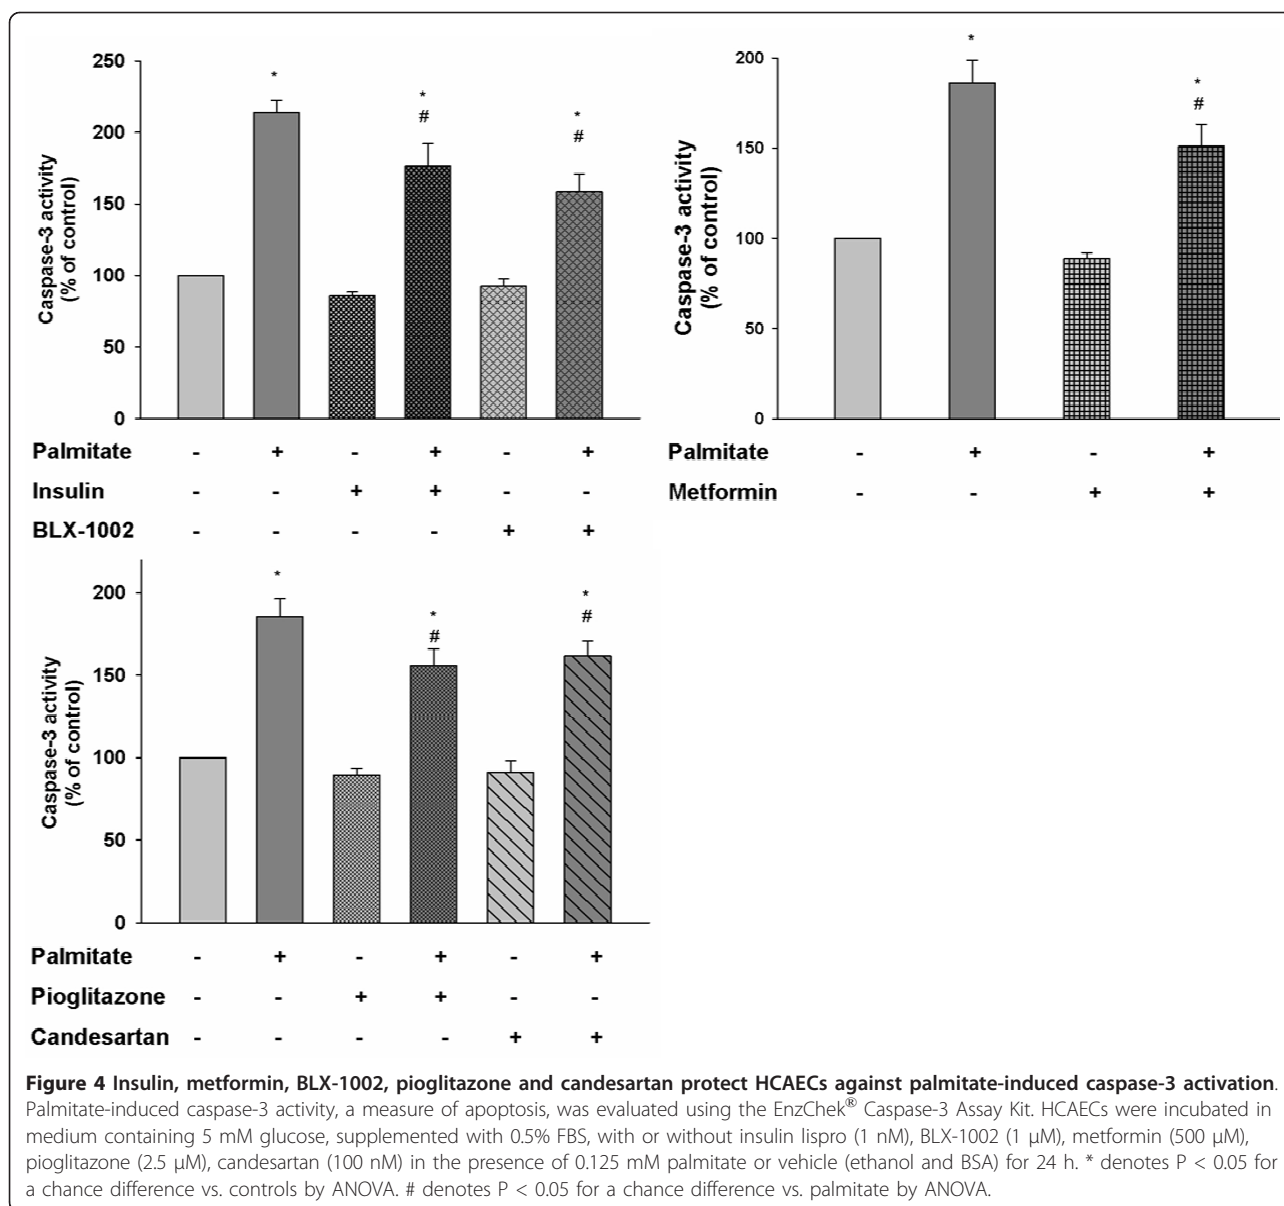 250
200
150
100
50
0
Caspase-3 activity
(% of control)
*
*
#
*
#
Palmitate - + - + - +
Insulin - - + + - -
BLX-1002 - - - - + +
200
150
100
50
0
Caspase-3 activity
(% of control)
*
*
#
Palmitate - + - +
Metformin - - + +
200
150
100
50
0
Caspase-3 activity
(% of control)
*
*
#
*
#
Palmitate - + - + - +
Pioglitazone - - + + - -
Candesartan - - - - + +
Figure 4 Insulin, metformin, BLX-1002, pioglitazone and candesartan protect HCAECs against palmitate-induced caspase-3 activation.
Palmitate-induced caspase-3 activity, a measure of apoptosis, was evaluated using the EnzChek® Caspase-3 Assay Kit. HCAECs were incubated in
medium containing 5 mM glucose, supplemented with 0.5% FBS, with or without insulin lispro (1 nM), BLX-1002 (1 μM), metformin (500 μM),
pioglitazone (2.5 μM), candesartan (100 nM) in the presence of 0.125 mM palmitate or vehicle (ethanol and BSA) for 24 h. * denotes P < 0.05 for
a chance difference vs. controls by ANOVA. # denotes P < 0.05 for a chance difference vs. palmitate by ANOVA.